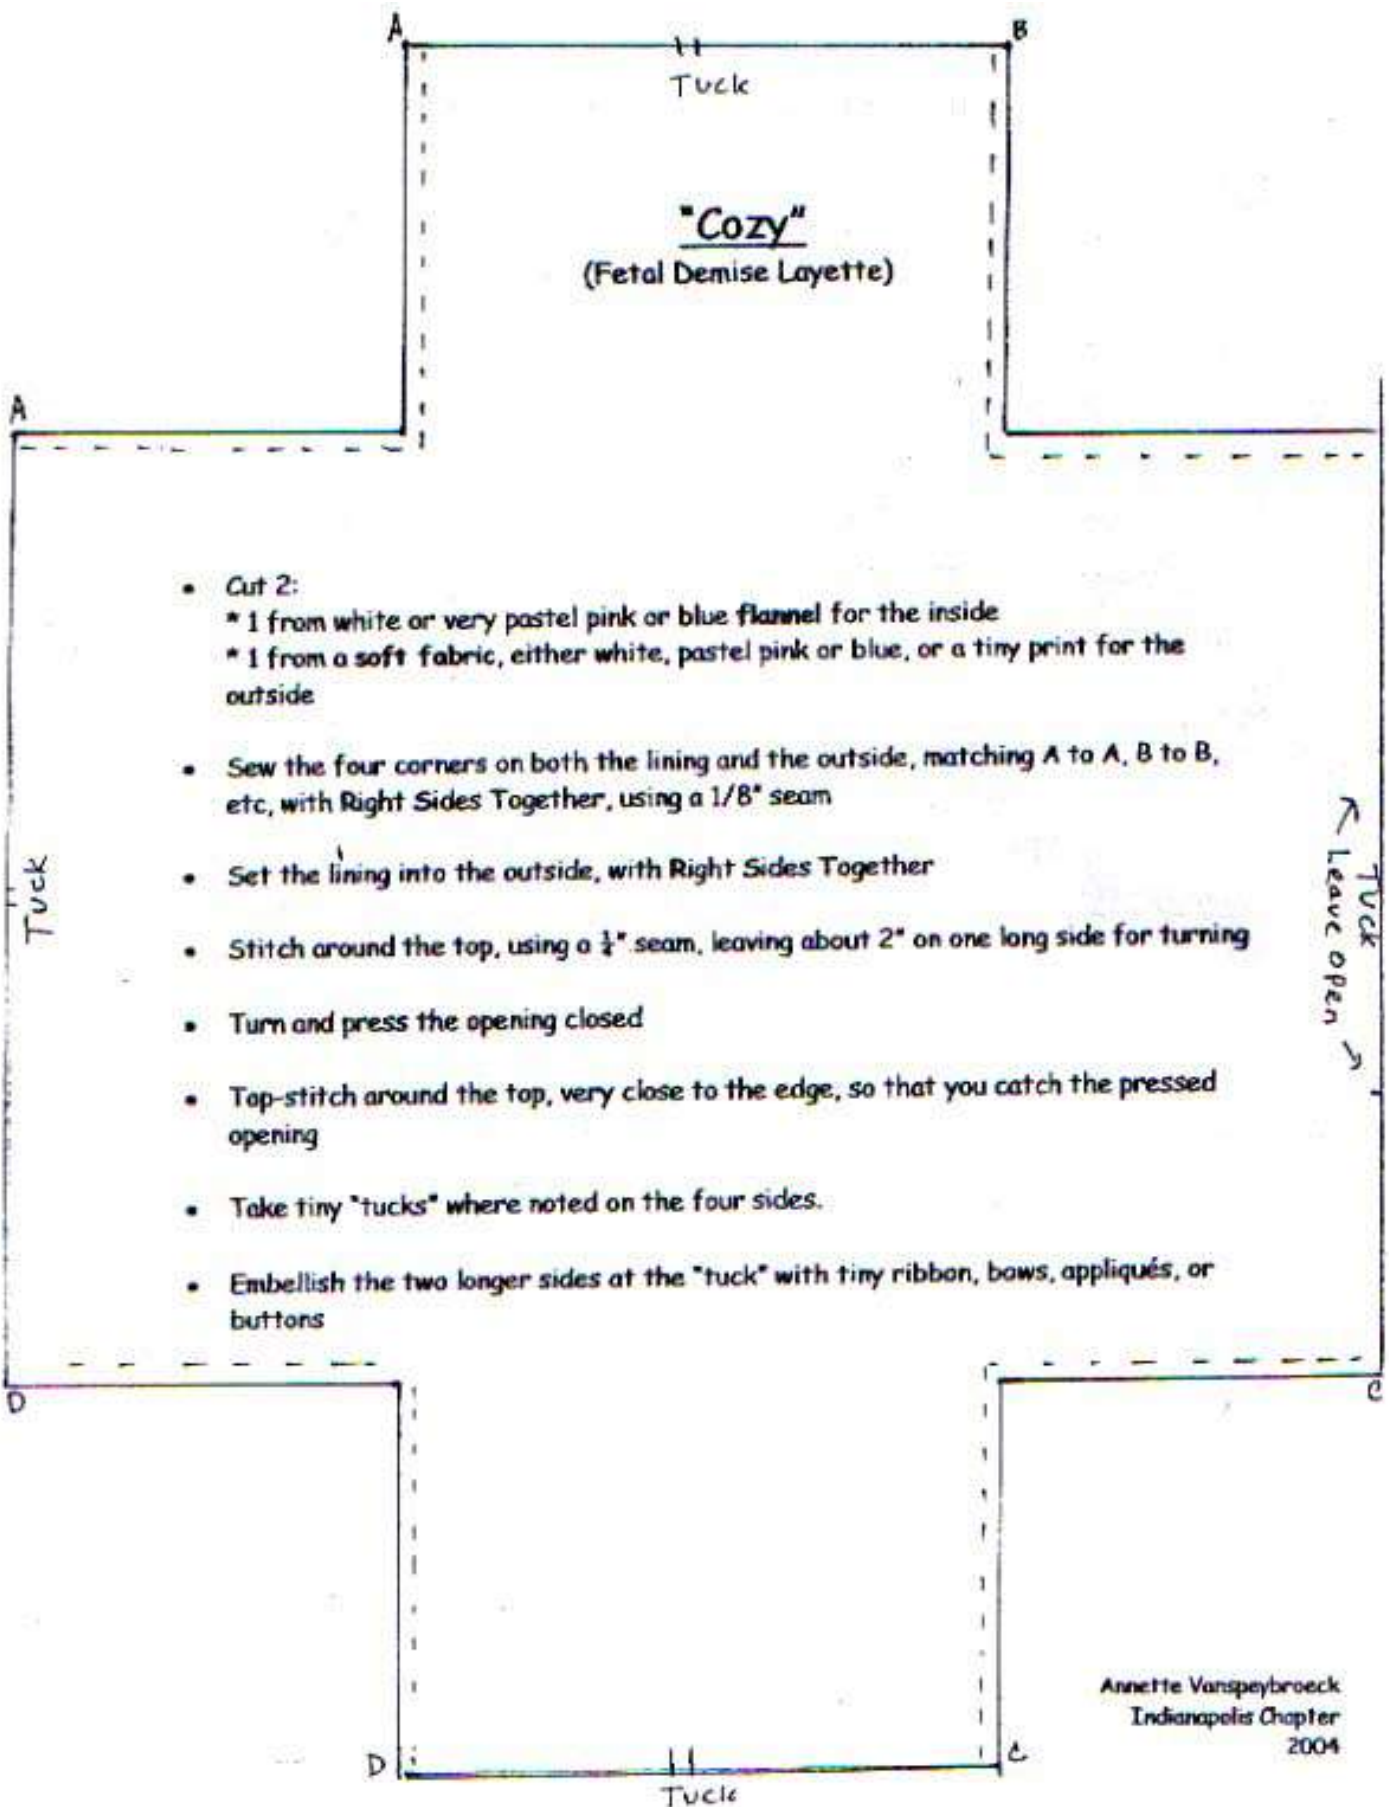 A
B
Tuck
"Cozy"
(Fetal Demise Layette)
A
• Cut 2:
* 1 from white or very pastel pink or blue flannel for the inside
* 1 from a soft fabric, either white, pastel pink or blue, or a tiny print for the
outside
• Sew the four corners on both the lining and the outside, matching A to A, B to B,
etc, with Right Sides Together, using a 1/8" seam
• Set the lining into the outside, with Right Sides Together
• Stitch around the top, using a ¼" seam, leaving about 2" on one long side for turning
• Turn and press the opening closed
• Top-stitch around the top, very close to the edge, so that you catch the pressed
opening
• Take tiny "tucks" where noted on the four sides.
• Embellish the two longer sides at the "tuck" with tiny ribbon, bows, appliqués, or
buttons
Tuck
Tuck
← Leave open →
D
C
Annette Vanspeybroeck
Indianapolis Chapter
2004
D
C
Tuck